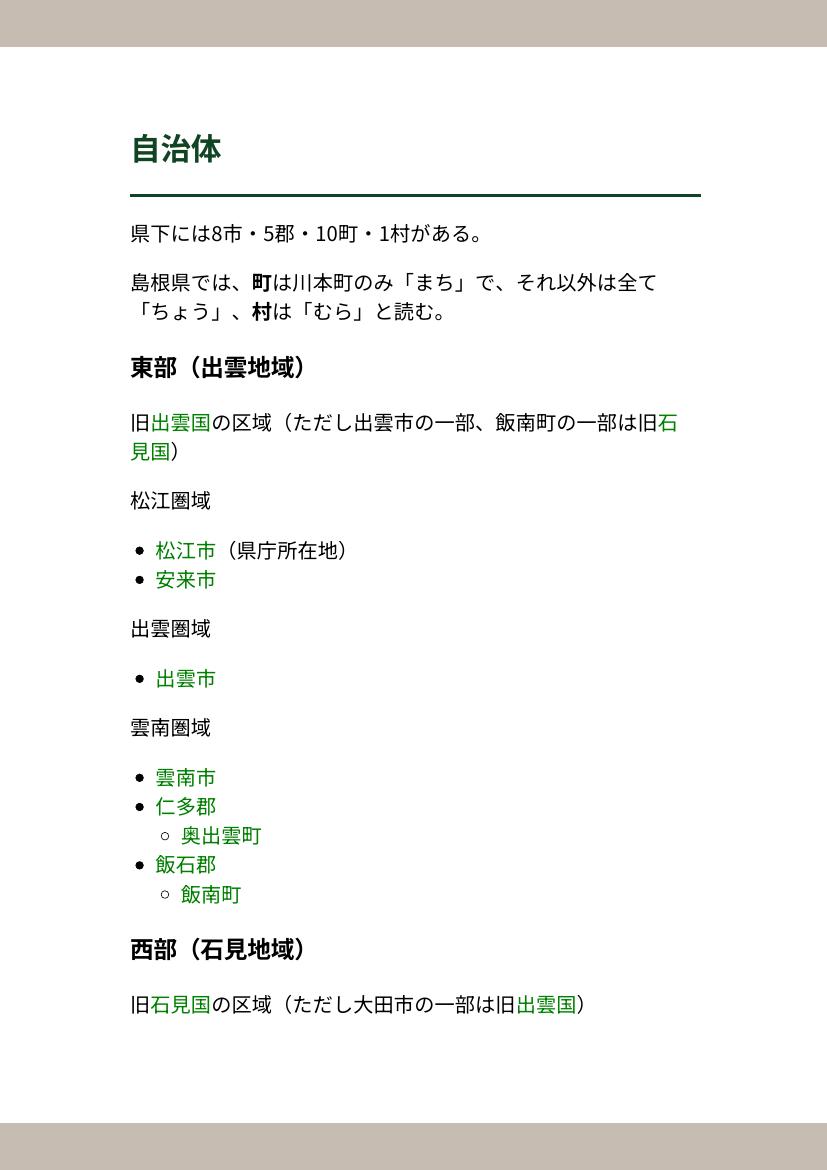 自治体
県下には8市・5郡・10町・1村がある。
島根県では、町は川本町のみ「まち」で、それ以外は全て
「ちょう」、村は「むら」と読む。
東部（出雲地域）
旧出雲国の区域（ただし出雲市の一部、飯南町の一部は旧石
見国）
松江圏域
• 松江市（県庁所在地）
• 安来市
出雲圏域
• 出雲市
雲南圏域
• 雲南市
• 仁多郡
◦ 奥出雲町
• 飯石郡
◦ 飯南町
西部（石見地域）
旧石見国の区域（ただし大田市の一部は旧出雲国）